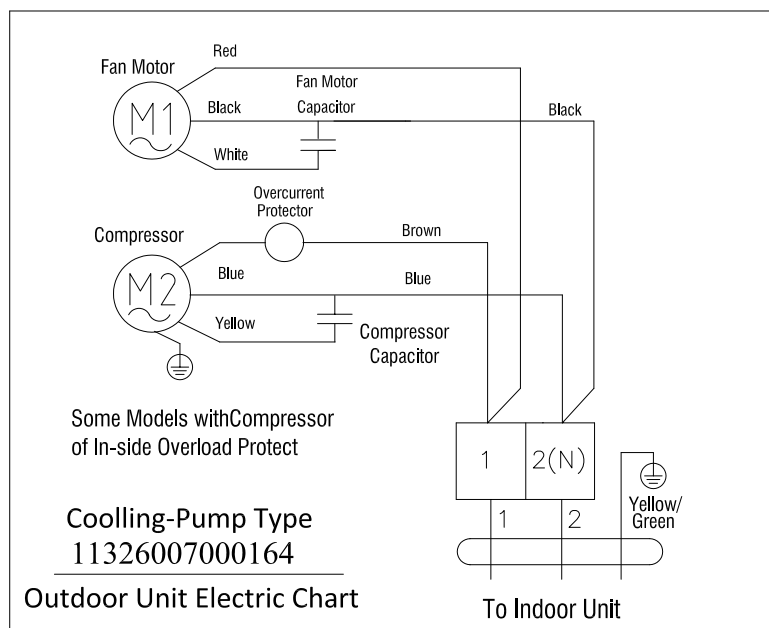 Red
Fan Motor
Fan Motor
Capacitor
M1
Black
Black
White
Overcurrent
Protector
Compressor
Brown
Blue
Blue
M2
Yellow
Compressor
Capacitor
Some Models withCompressor
of In-side Overload Protect
1
2(N)
Yellow/
Green
1
2
Coolling-Pump Type
11326007000164
Outdoor Unit Electric Chart
To Indoor Unit